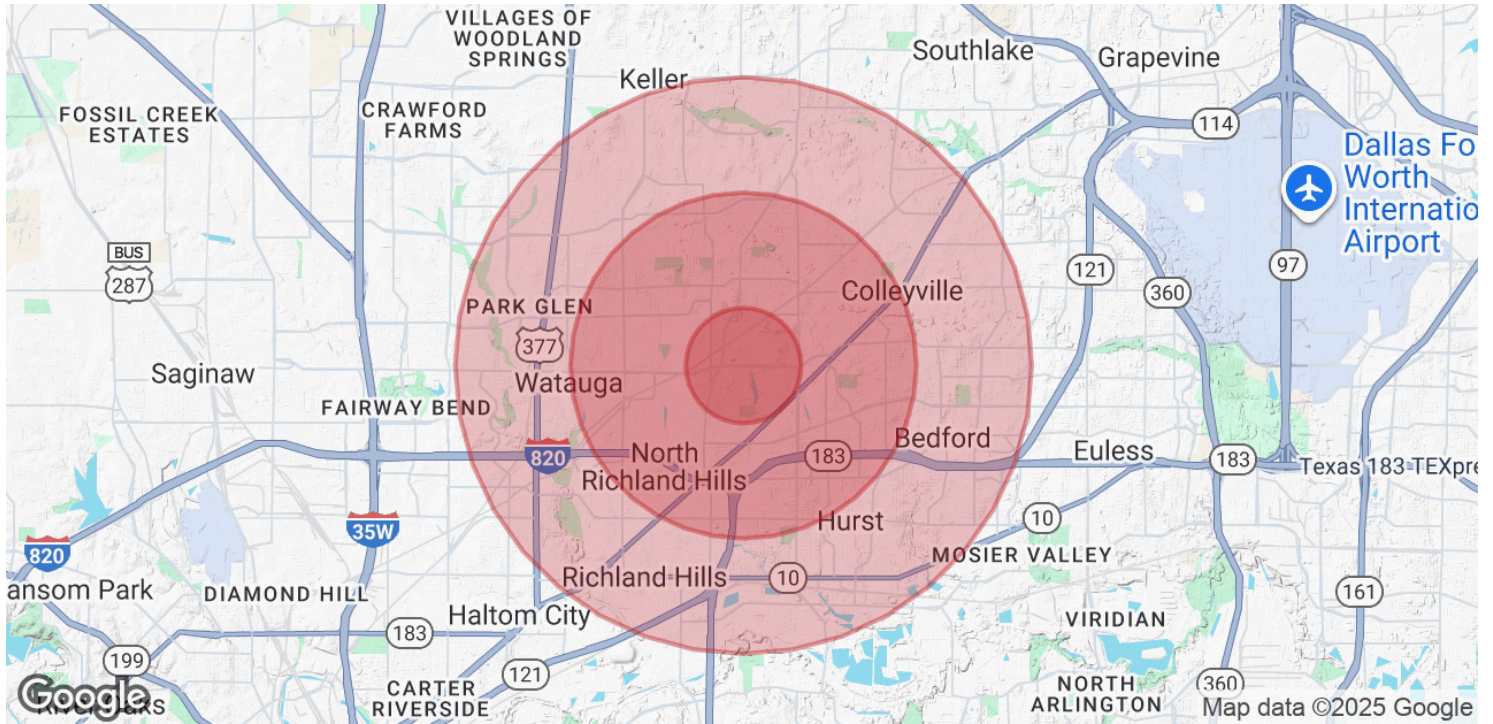 VILLAGES OF
WOODLAND
SPRINGS
Southlake
Grapevine
Keller
FOSSIL CREEK
ESTATES
CRAWFORD
FARMS
114
Dallas Fo
Worth
Internatio
Airport
BUS
287
121
97
360
Colleyville
PARK GLEN
377
Saginaw
Watauga
FAIRWAY BEND
Bedford
North
Richland Hills
820
183
Euless
183
Texas 183 TEXpre
35W
Hurst
10
820
MOSIER VALLEY
Richland Hills
10
ansom Park
DIAMOND HILL
161
Haltom City
183
VIRIDIAN
199
121
CARTER
RIVERSIDE
NORTH
ARLINGTON
360
Google
Map data ©2025 Google